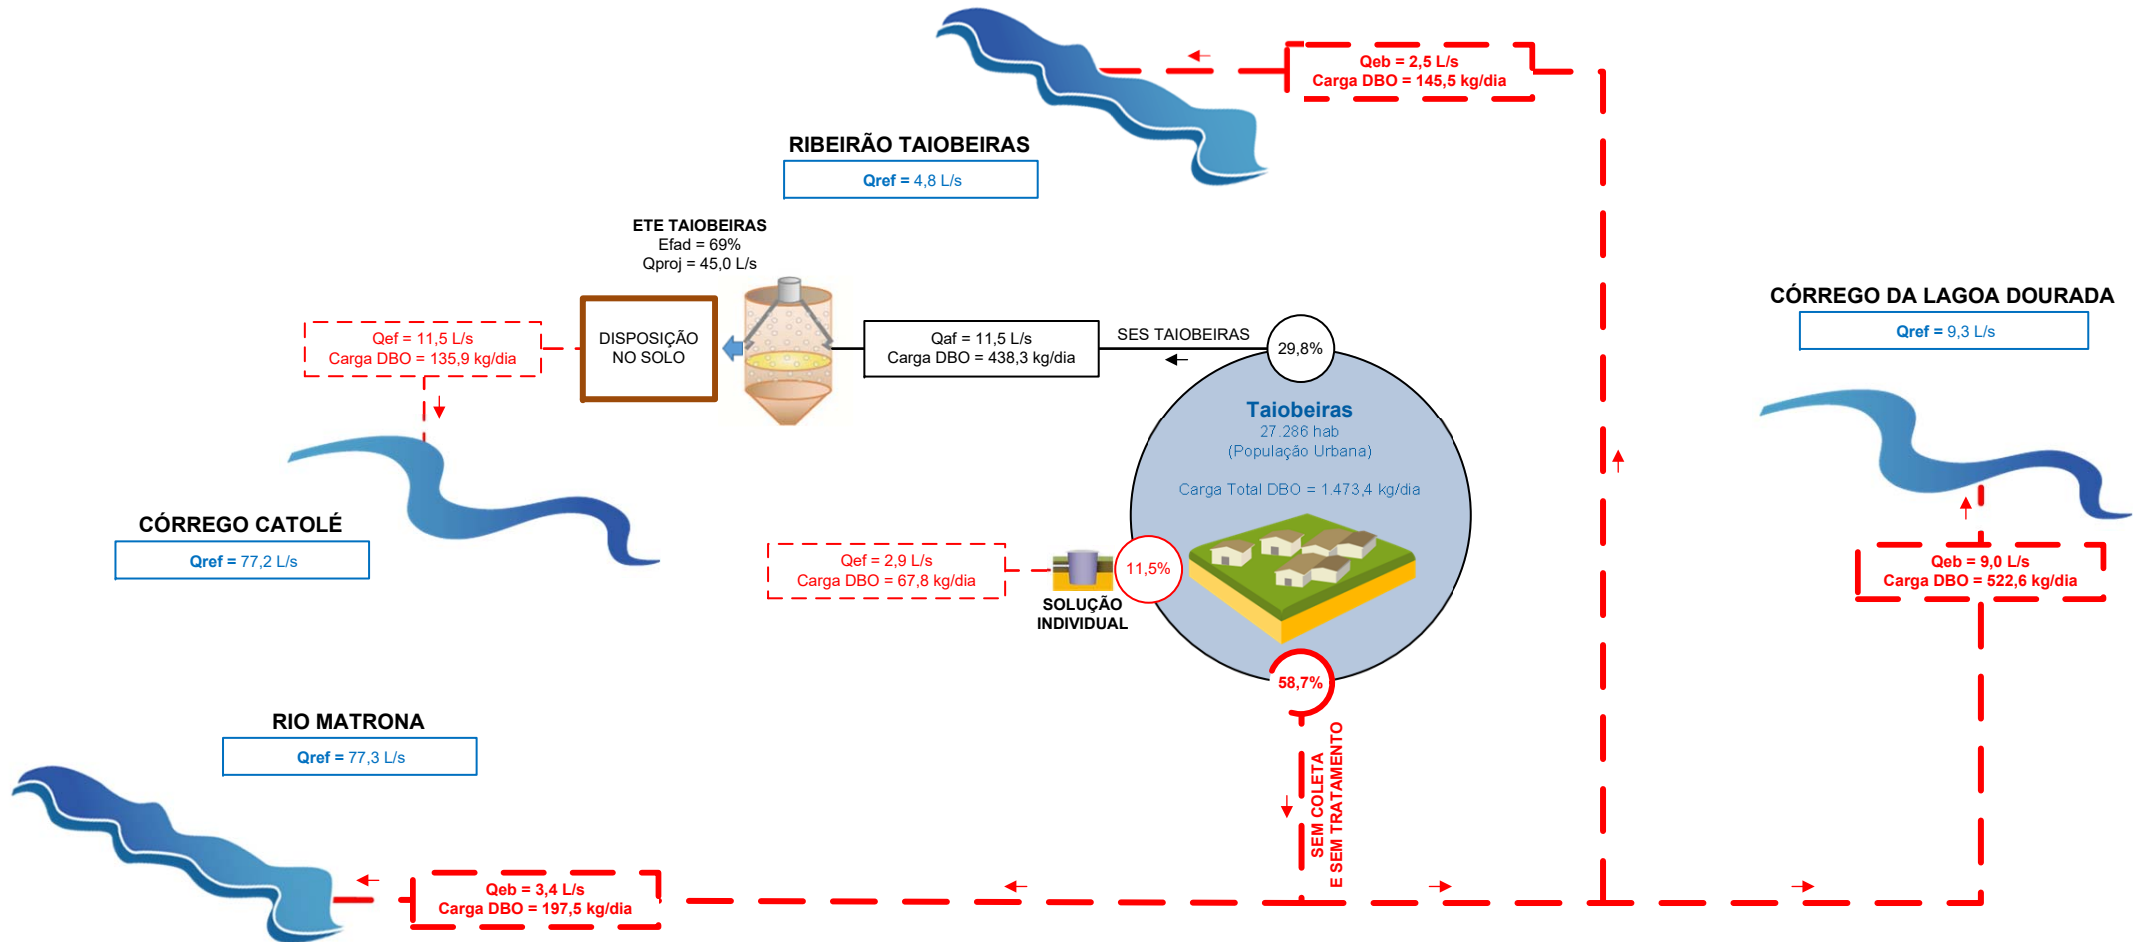 Qeb = 2,5 L/s
Carga DBO = 145,5 kg/dia
RIBEIRÃO TAIOBEIRAS
Qref = 4,8 L/s
ETE TAIOBEIRAS
Efad = 69%
Qproj = 45,0 L/s
CÓRREGO DA LAGOA DOURADA
Qref = 9,3 L/s
Qef = 11,5 L/s
Carga DBO = 135,9 kg/dia
DISPOSIÇÃO
NO SOLO
Qaf = 11,5 L/s
Carga DBO = 438,3 kg/dia
SES TAIOBEIRAS
29,8%
Taiobeiras
27.286 hab
(População Urbana)
Carga Total DBO = 1.473,4 kg/dia
CÓRREGO CATOLÉ
Qref = 77,2 L/s
Qef = 2,9 L/s
Carga DBO = 67,8 kg/dia
11,5%
SOLUÇÃO
INDIVIDUAL
Qeb = 9,0 L/s
Carga DBO = 522,6 kg/dia
58,7%
SEM COLETA
E SEM TRATAMENTO
RIO MATRONA
Qref = 77,3 L/s
Qeb = 3,4 L/s
Carga DBO = 197,5 kg/dia